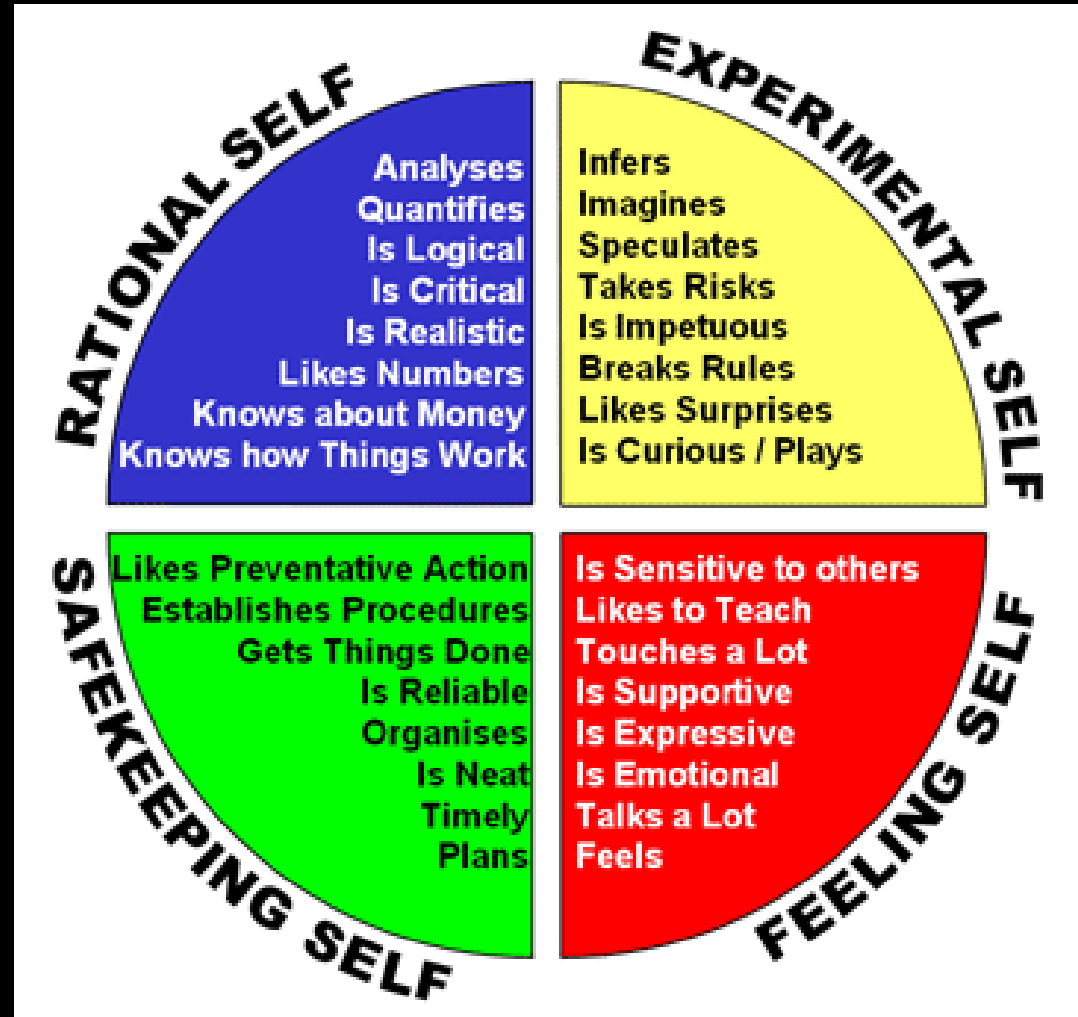 RATIONAL SELF
Analyses
Quantifies
Is Logical
Is Critical
Is Realistic
Likes Numbers
Knows about Money
Knows how Things Work
EXPERIMENTAL SELF
Infers
Imagines
Speculates
Takes Risks
Is Impetuous
Breaks Rules
Likes Surprises
Is Curious / Plays
SAFEKEEPING SELF
Likes Preventative Action
Establishes Procedures
Gets Things Done
Is Reliable
Organises
Is Neat
Timely
Plans
FEELING SELF
Is Sensitive to others
Likes to Teach
Touches a Lot
Is Supportive
Is Expressive
Is Emotional
Talks a Lot
Feels